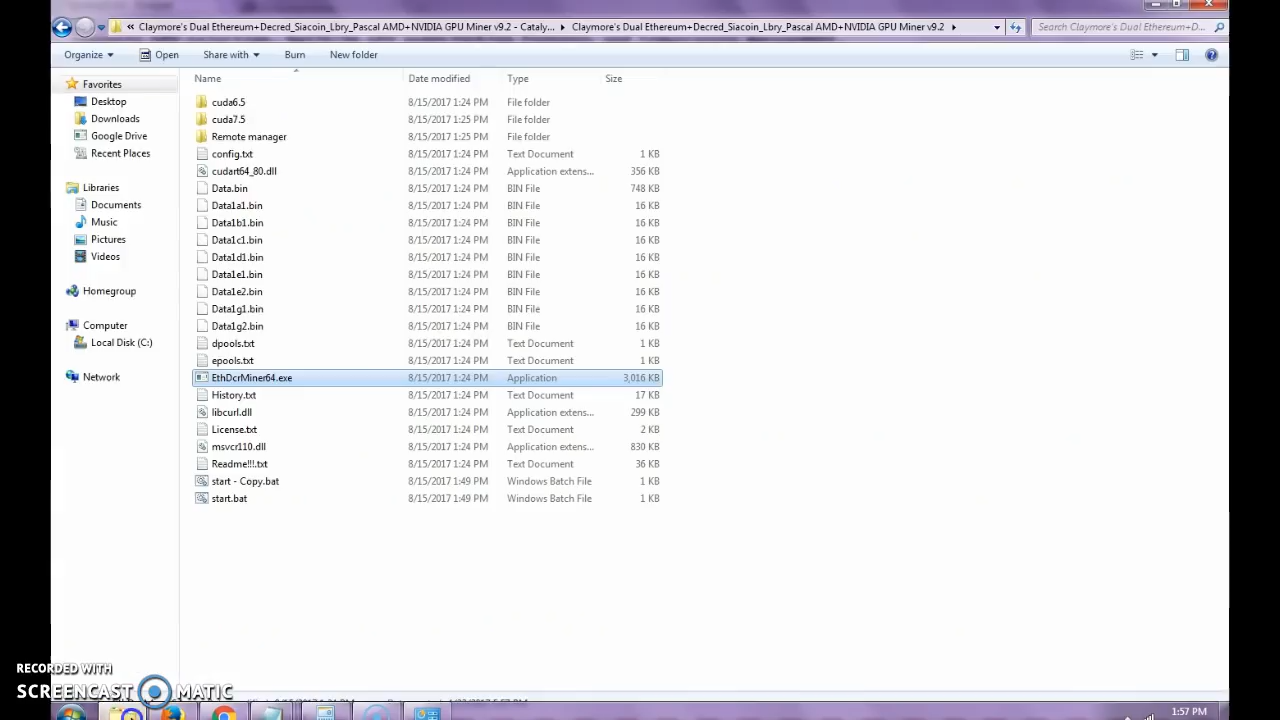 « Claymore's Dual Ethereum+Decred_Siacoin_Lbry_Pascal AMD+NVIDIA GPU Miner v9.2 - Cataly... ▸ Claymore's Dual Ethereum+Decred_Siacoin_Lbry_Pascal AMD+NVIDIA GPU Miner v9.2 ▸ Search Claymore's Dual Ethereum+D...
Organize Open Share with Burn New folder
Favorites
Desktop
Downloads
Google Drive
Recent Places
Libraries
Documents
Music
Pictures
Videos
Homegroup
Computer
Local Disk (C:)
Network
Name Date modified Type Size
cuda6.5 8/15/2017 1:24 PM File folder
cuda7.5 8/15/2017 1:25 PM File folder
Remote manager 8/15/2017 1:25 PM File folder
config.txt 8/15/2017 1:24 PM Text Document 1 KB
cudart64_80.dll 8/15/2017 1:24 PM Application extens... 356 KB
Data.bin 8/15/2017 1:24 PM BIN File 748 KB
Data1a1.bin 8/15/2017 1:24 PM BIN File 16 KB
Data1b1.bin 8/15/2017 1:24 PM BIN File 16 KB
Data1c1.bin 8/15/2017 1:24 PM BIN File 16 KB
Data1d1.bin 8/15/2017 1:24 PM BIN File 16 KB
Data1e1.bin 8/15/2017 1:24 PM BIN File 16 KB
Data1e2.bin 8/15/2017 1:24 PM BIN File 16 KB
Data1g1.bin 8/15/2017 1:24 PM BIN File 16 KB
Data1g2.bin 8/15/2017 1:24 PM BIN File 16 KB
dpools.txt 8/15/2017 1:24 PM Text Document 1 KB
epools.txt 8/15/2017 1:24 PM Text Document 1 KB
EthDcrMiner64.exe 8/15/2017 1:24 PM Application 3,016 KB
History.txt 8/15/2017 1:24 PM Text Document 17 KB
libcurl.dll 8/15/2017 1:24 PM Application extens... 299 KB
License.txt 8/15/2017 1:24 PM Text Document 2 KB
msvcr110.dll 8/15/2017 1:24 PM Application extens... 830 KB
Readme!!!.txt 8/15/2017 1:24 PM Text Document 36 KB
start - Copy.bat 8/15/2017 1:49 PM Windows Batch File 1 KB
start.bat 8/15/2017 1:49 PM Windows Batch File 1 KB
RECORDED WITH
SCREENCAST MATIC
1:57 PM